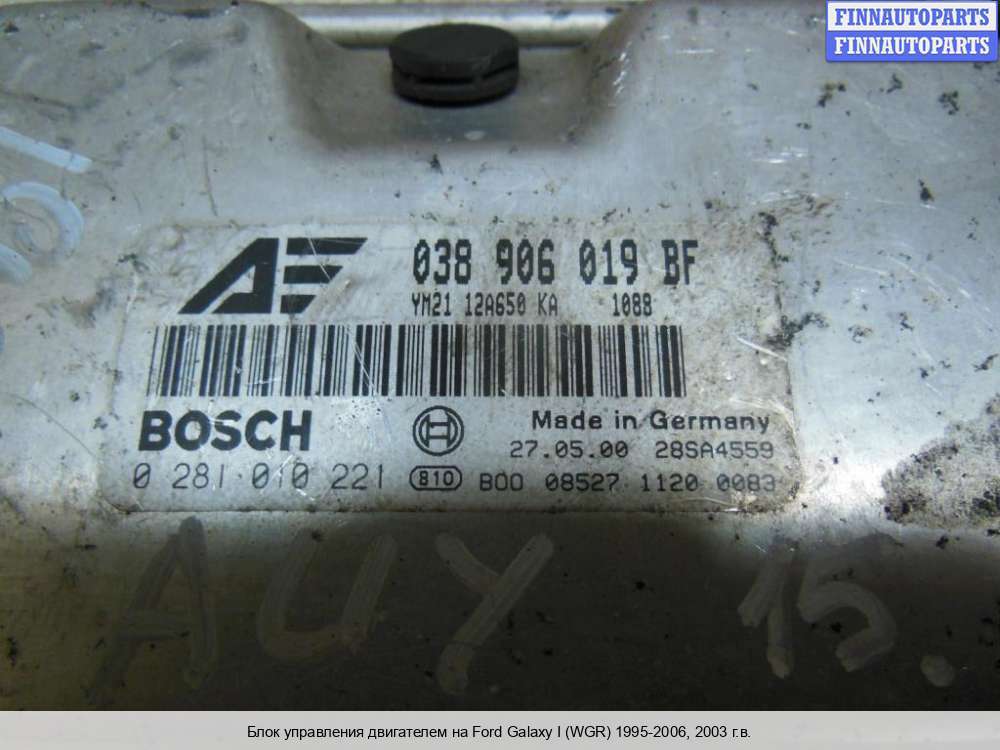 FINNAUTOPARTS
FINNAUTOPARTS
038 906 019 BF
YM21 12A650 KA 1088
BOSCH
Made in Germany
27.05.00 28SA4559
0 281 010 221 810 B00 08527 1120 0083
AUY 15.
Блок управления двигателем на Ford Galaxy I (WGR) 1995-2006, 2003 г.в.